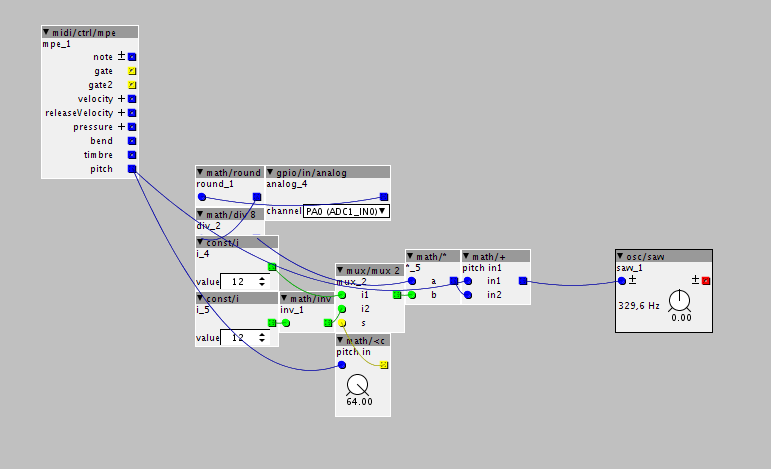 midi/ctrl/mpe
mpe_1
note ±
gate
gate2
velocity +
releaseVelocity +
pressure +
bend
timbre
pitch
math/round
round_1
gpio/in/analog
analog_4
channel PA0 (ADC1_IN0)
math/div 8
div_2
const/i
i_4
value 12
const/i
i_5
value 12
math/inv
inv_1
mux/mux 2
mux_2
i1
i2
s
math/<c
pitch in
64.00
math/*
*_5
a
b
math/+
pitch in1
in1
in2
osc/saw
saw_1
± ±
329,6 Hz
0.00